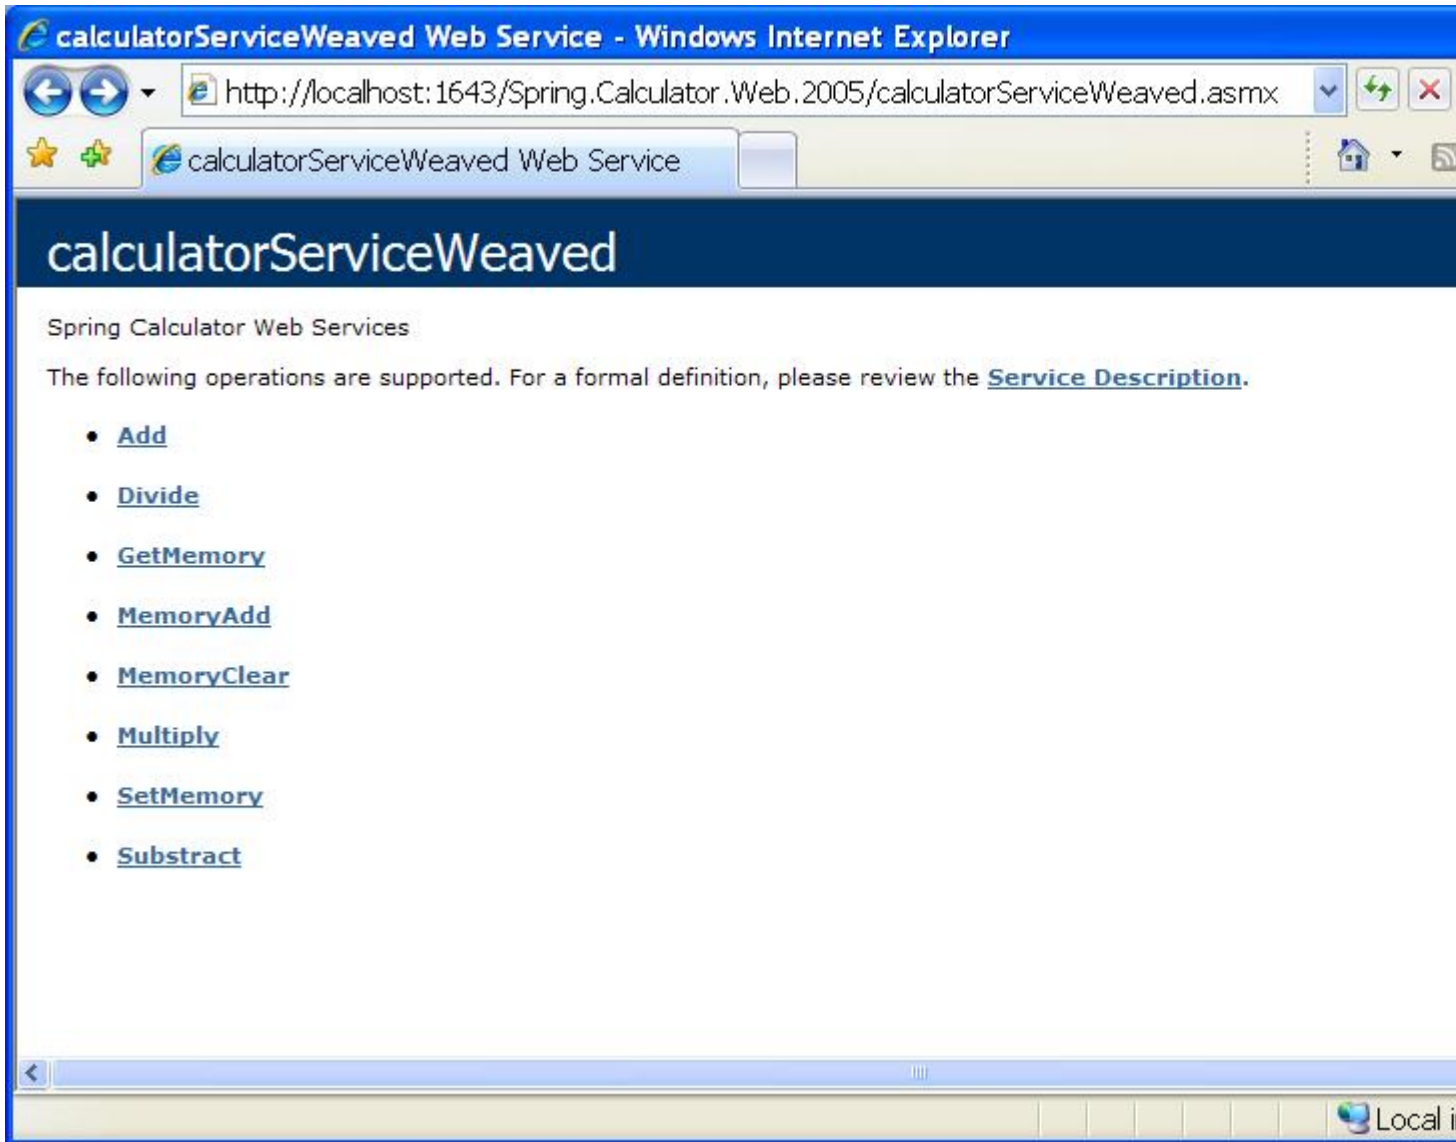 calculatorServiceWeaved Web Service - Windows Internet Explorer
http://localhost:1643/Spring.Calculator.Web.2005/calculatorServiceWeaved.asmx
calculatorServiceWeaved Web Service
calculatorServiceWeaved
Spring Calculator Web Services
The following operations are supported. For a formal definition, please review the Service Description.
• Add
• Divide
• GetMemory
• MemoryAdd
• MemoryClear
• Multiply
• SetMemory
• Substract
Local